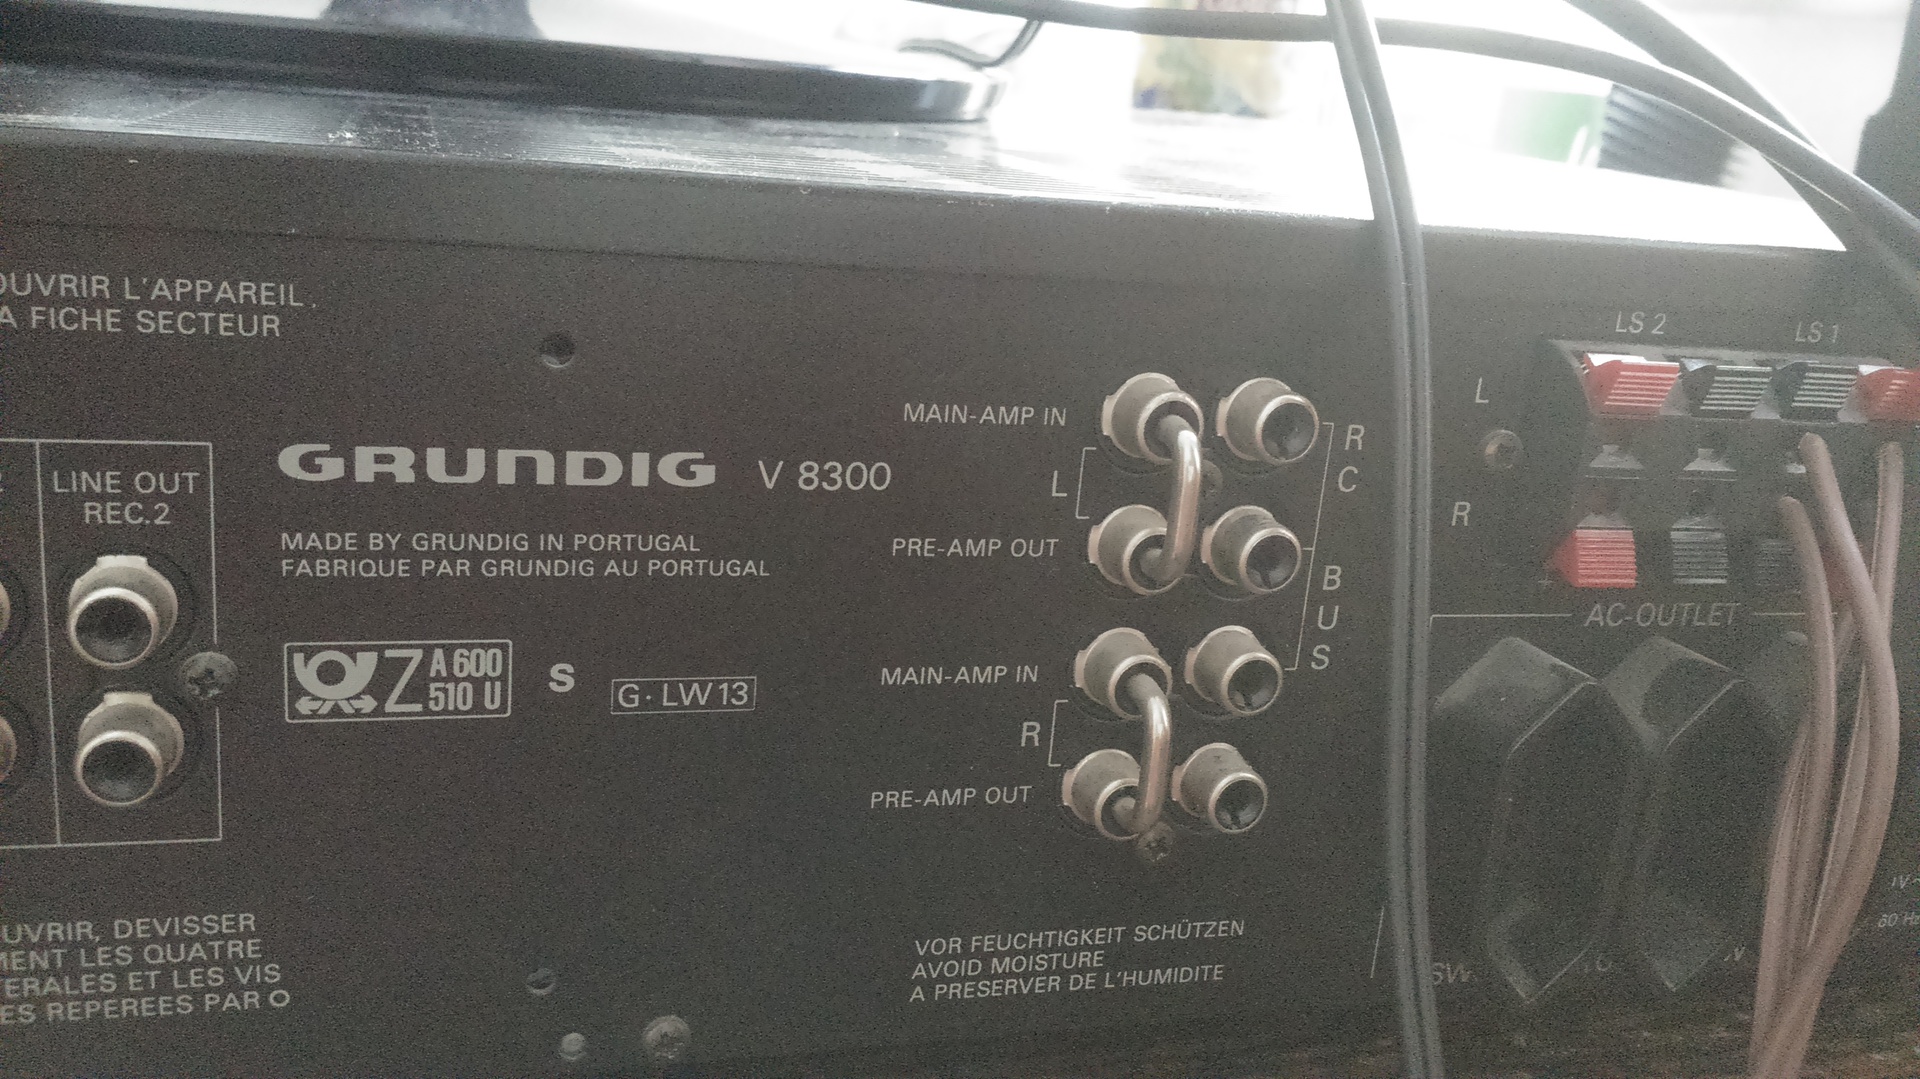 OUVRIR L'APPAREIL.
A FICHE SECTEUR
LINE OUT
REC.2
GRUNDIG V 8300
MADE BY GRUNDIG IN PORTUGAL
FABRIQUE PAR GRUNDIG AU PORTUGAL
Z A 600
510 U
S
G·LW13
MAIN-AMP IN
L
PRE-AMP OUT
MAIN-AMP IN
R
PRE-AMP OUT
RC
BUS
LS 2
LS 1
L
R
AC-OUTLET
UVRIR, DEVISSER
MENT LES QUATRE
ERALES ET LES VIS
ES REPEREES PAR O
VOR FEUCHTIGKEIT SCHÜTZEN
AVOID MOISTURE
A PRESERVER DE L'HUMIDITE